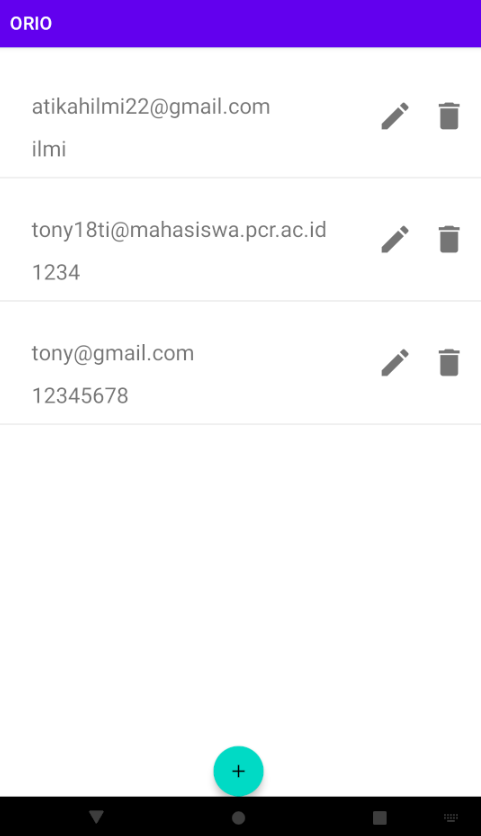 ORIO
atikahilmi22@gmail.com
ilmi
tony18ti@mahasiswa.pcr.ac.id
1234
tony@gmail.com
12345678
+